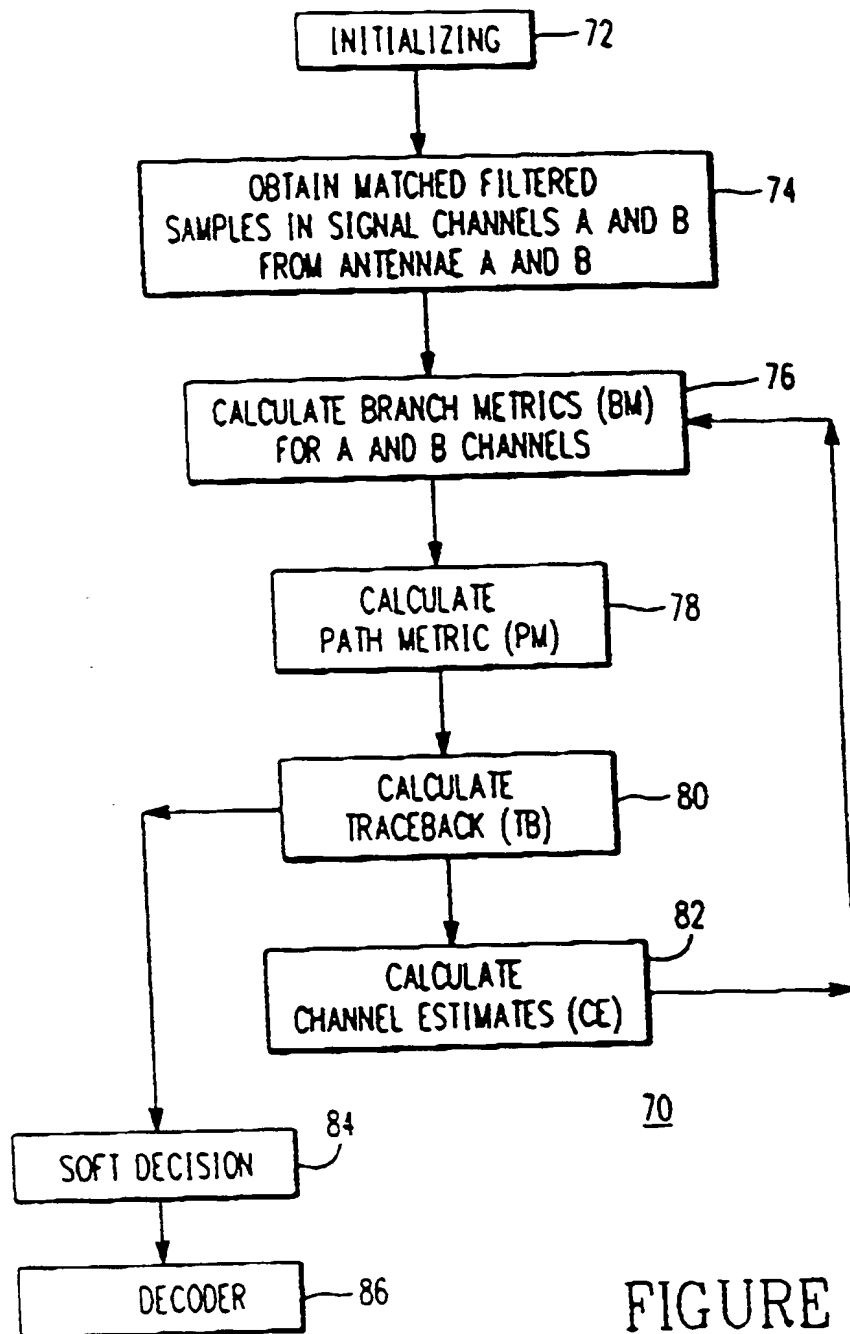 INITIALIZING
72
OBTAIN MATCHED FILTERED
SAMPLES IN SIGNAL CHANNELS A AND B
FROM ANTENNAE A AND B
74
CALCULATE BRANCH METRICS (BM)
FOR A AND B CHANNELS
76
CALCULATE
PATH METRIC (PM)
78
CALCULATE
TRACEBACK (TB)
80
CALCULATE
CHANNEL ESTIMATES (CE)
82
70
SOFT DECISION
84
DECODER
86
FIGURE